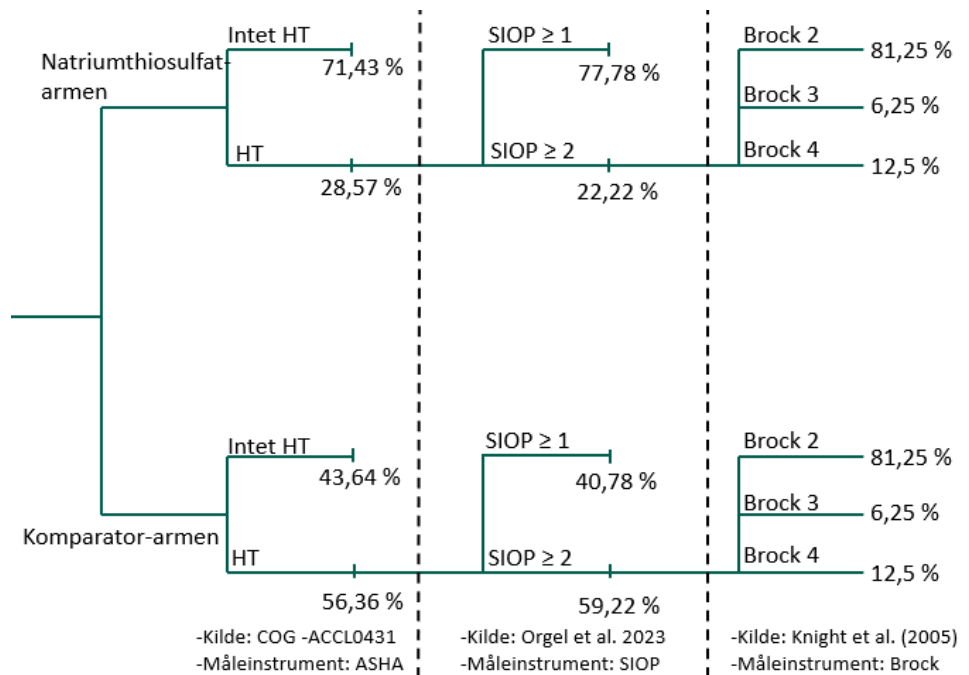 Intet HT
SIOP ≥ 1
Brock 2
81,25 %
Natriumthiosulfat-
armen
71,43 %
77,78 %
Brock 3
6,25 %
HT
SIOP ≥ 2
Brock 4
12,5 %
28,57 %
22,22 %
Intet HT
SIOP ≥ 1
Brock 2
81,25 %
43,64 %
40,78 %
Brock 3
6,25 %
Komparator-armen
HT
SIOP ≥ 2
Brock 4
12,5 %
56,36 %
59,22 %
-Kilde: COG -ACCL0431
-Måleinstrument: ASHA
-Kilde: Orgel et al. 2023
-Måleinstrument: SIOP
-Kilde: Knight et al. (2005)
-Måleinstrument: Brock